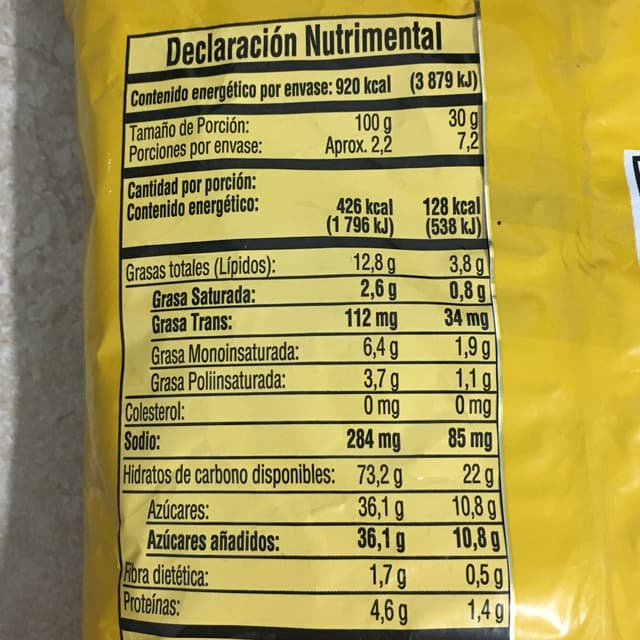 Declaración Nutrimental
Contenido energético por envase: 920 kcal (3 879 kJ)
Tamaño de Porción: 100 g 30 g
Porciones por envase: Aprox. 2,2 7,2
Cantidad por porción:
Contenido energético: 426 kcal 128 kcal
(1 796 kJ) (538 kJ)
Grasas totales (Lípidos): 12,8 g 3,8 g
Grasa Saturada: 2,6 g 0,8 g
Grasa Trans: 112 mg 34 mg
Grasa Monoinsaturada: 6,4 g 1,9 g
Grasa Poliinsaturada: 3,7 g 1,1 g
Colesterol: 0 mg 0 mg
Sodio: 284 mg 85 mg
Hidratos de carbono disponibles: 73,2 g 22 g
Azúcares: 36,1 g 10,8 g
Azúcares añadidos: 36,1 g 10,8 g
Fibra dietética: 1,7 g 0,5 g
Proteínas: 4,6 g 1,4 g